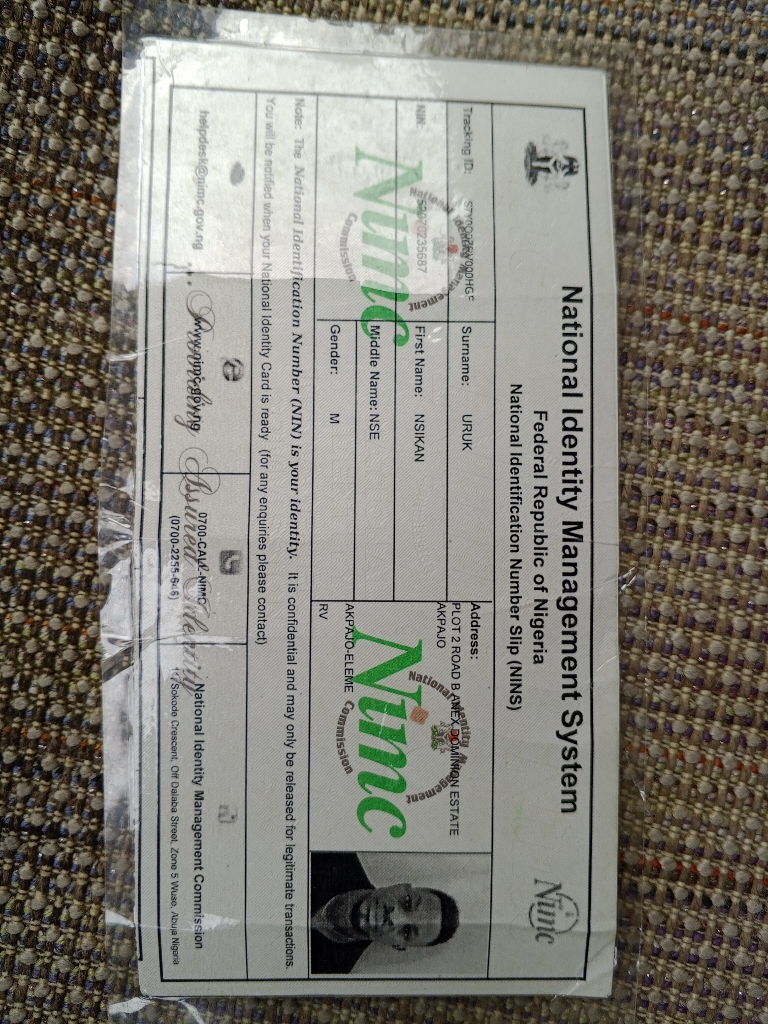 National Identity Management System
Federal Republic of Nigeria
National Identification Number Slip (NINS)
Nimc
Tracking ID:
Surname: URUK
Address:
PLOT 2 ROAD B ANEX DOMINION ESTATE
AKPAJO
NIN:
First Name: NSIKAN
Middle Name: NSE
AKPAJO-ELEME
Gender: M
RV
Nimc
National Identity Management Commission
Nimc
National Identity Management Commission
Note: The National Identification Number (NIN) is your identity. It is confidential and may only be released for legitimate transactions.
You will be notified when your National Identity Card is ready (for any enquiries please contact)
helpdesk@nimc.gov.ng
www.nimc.gov.ng
0700-CALL-NIMC
(0700-2255-646)
National Identity Management Commission
Sokode Crescent, Off Dalaba Street, Zone 5 Wuse, Abuja Nigeria
Assured Identity